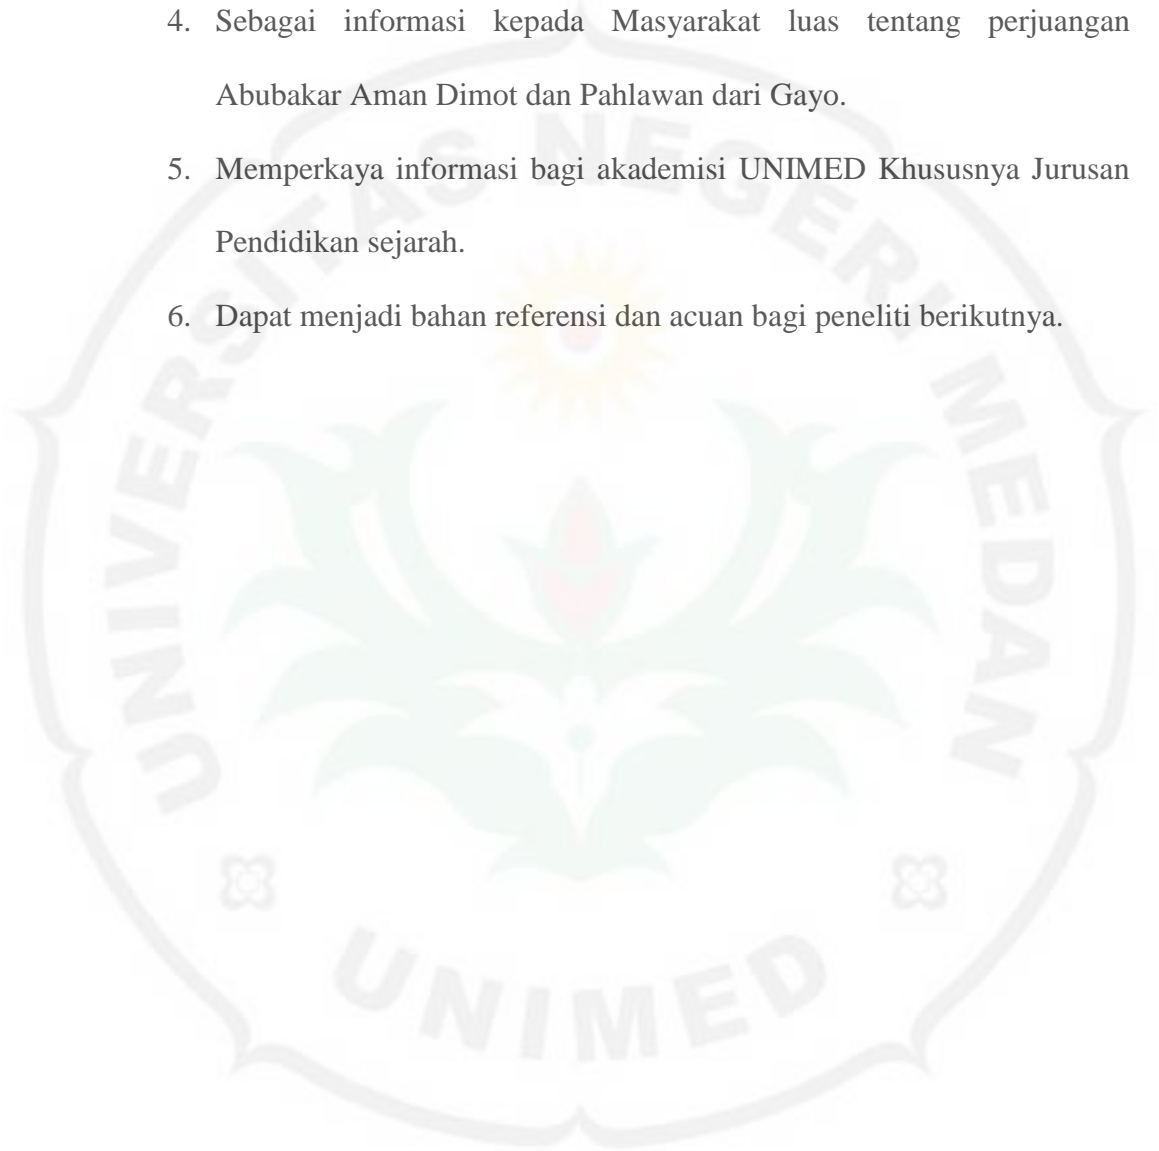 4. Sebagai informasi kepada Masyarakat luas tentang perjuangan
Abubakar Aman Dimot dan Pahlawan dari Gayo.
5. Memperkaya informasi bagi akademisi UNIMED Khususnya Jurusan
Pendidikan sejarah.
6. Dapat menjadi bahan referensi dan acuan bagi peneliti berikutnya.
UNIVERSITAS NEGERI MEDAN
UNIMED